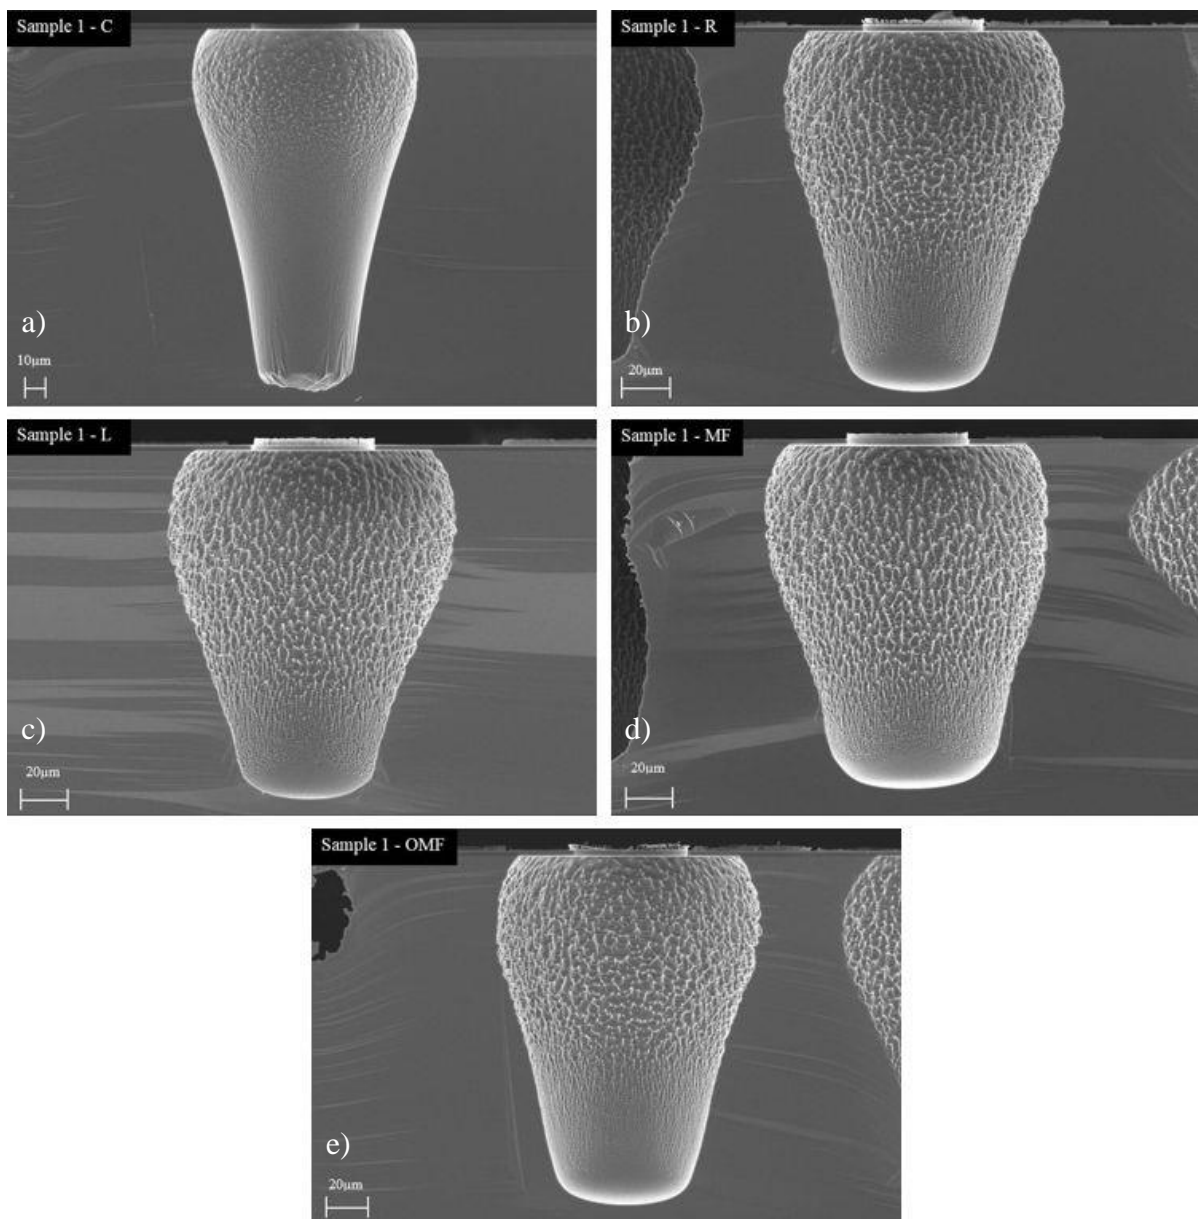 Sample 1 - C
a)
10μm
Sample 1 - R
b)
20μm
Sample 1 - L
c)
20μm
Sample 1 - MF
d)
20μm
Sample 1 - OMF
e)
20μm